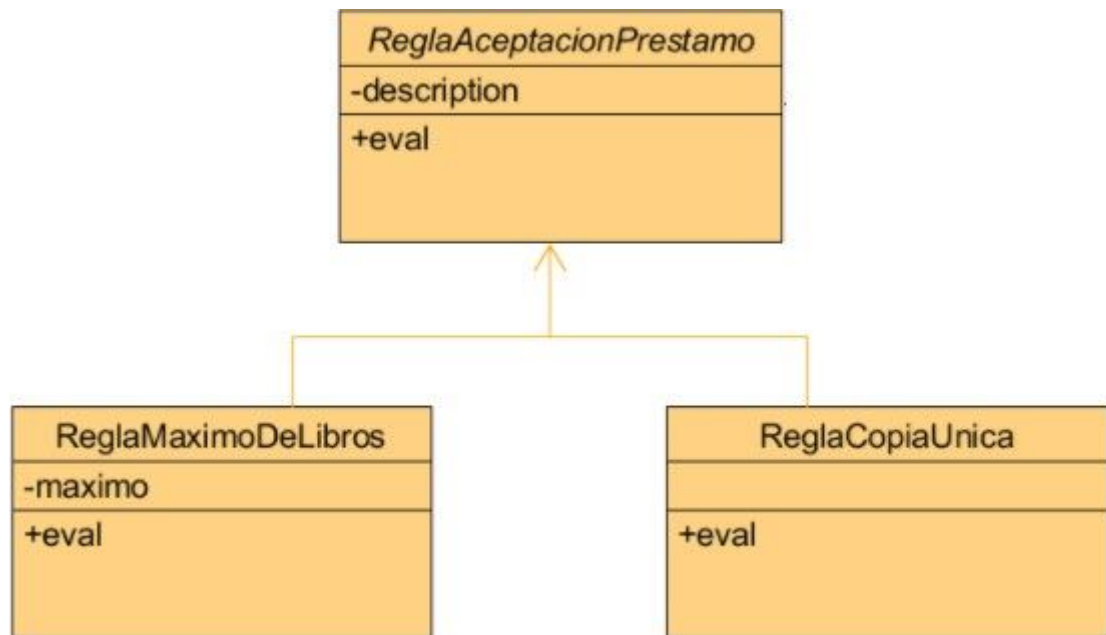 ReglaAceptacionPrestamo
-description
+eval
ReglaMaximoDeLibros
-maximo
+eval
ReglaCopiaUnica
+eval